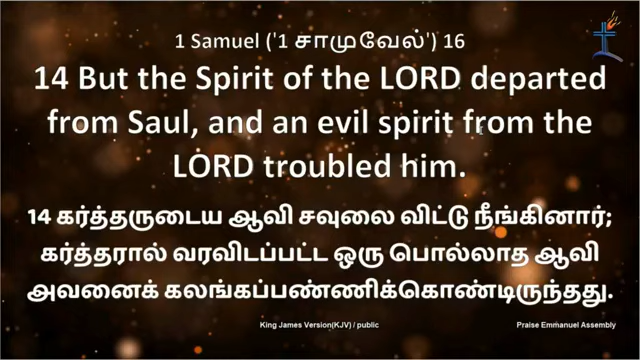 1 Samuel ('1 சாமுவேல்') 16
14 But the Spirit of the LORD departed
from Saul, and an evil spirit from the
LORD troubled him.
14 கர்த்தருடைய ஆவி சவுலை விட்டு நீங்கினார்;
கர்த்தரால் வரவிடப்பட்ட ஒரு பொல்லாத ஆவி
அவனைக் கலங்கப்பண்ணிக்கொண்டிருந்தது.
King James Version(KJV) / public
Praise Emmanuel Assembly